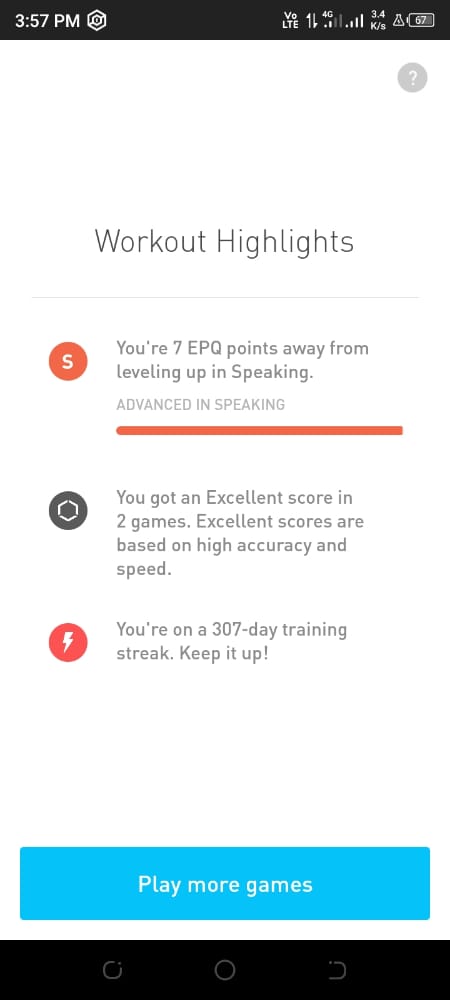 3:57 PM
Vo LTE 4G 3.4 K/s 67
?
Workout Highlights
S
You're 7 EPQ points away from
leveling up in Speaking.
ADVANCED IN SPEAKING
You got an Excellent score in
2 games. Excellent scores are
based on high accuracy and
speed.
You're on a 307-day training
streak. Keep it up!
Play more games